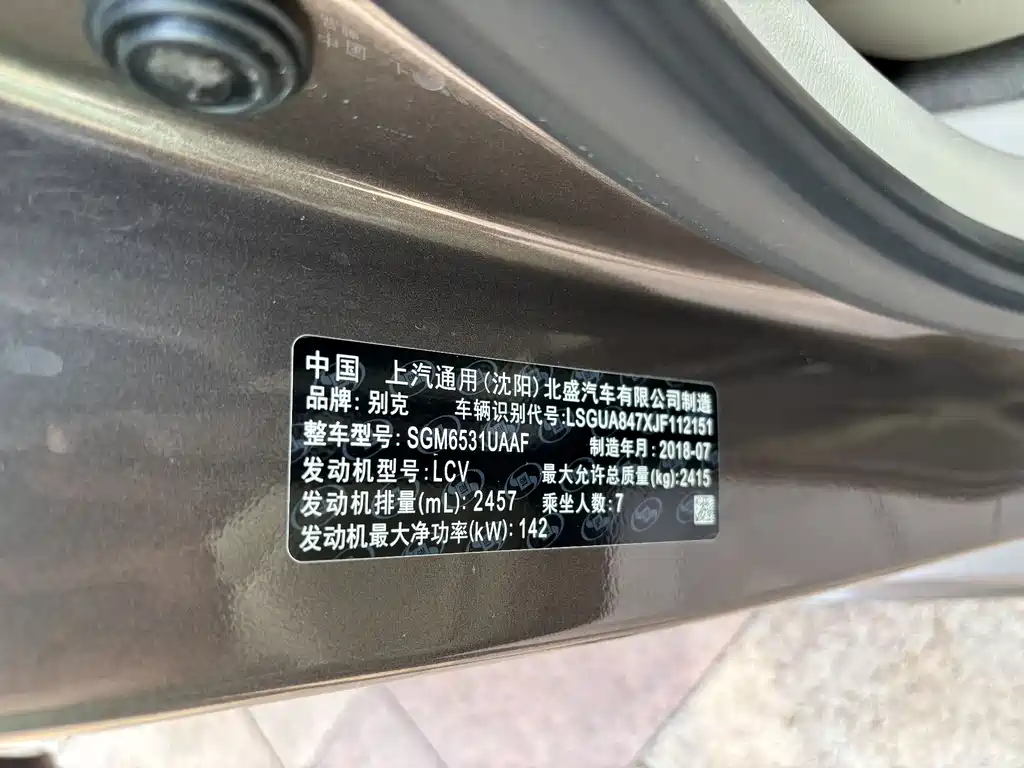 中国 上汽通用(沈阳)北盛汽车有限公司制造
品牌: 别克 车辆识别代号:LSGUA847XJF112151
整车型号: SGM6531UAAF 制造年月: 2018-07
发动机型号: LCV 最大允许总质量(kg):2415
发动机排量(mL): 2457 乘坐人数:7
发动机最大净功率(kW): 142